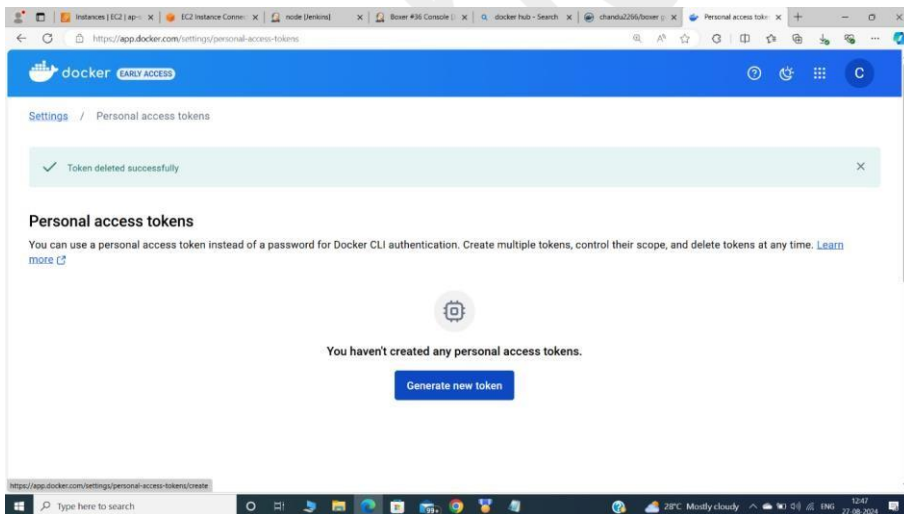 Instances | EC2 | ap-s
EC2 Instance Connec
node [Jenkins]
Boxer #36 Console [
docker hub - Search
chandu2266/boxer g
Personal access toke
https://app.docker.com/settings/personal-access-tokens
docker EARLY ACCESS
C
Settings / Personal access tokens
Token deleted successfully
Personal access tokens
You can use a personal access token instead of a password for Docker CLI authentication. Create multiple tokens, control their scope, and delete tokens at any time. Learn
more
You haven't created any personal access tokens.
Generate new token
https://app.docker.com/settings/personal-access-tokens/create
Type here to search
99+
28°C Mostly cloudy
ENG
12:47
27-08-2024